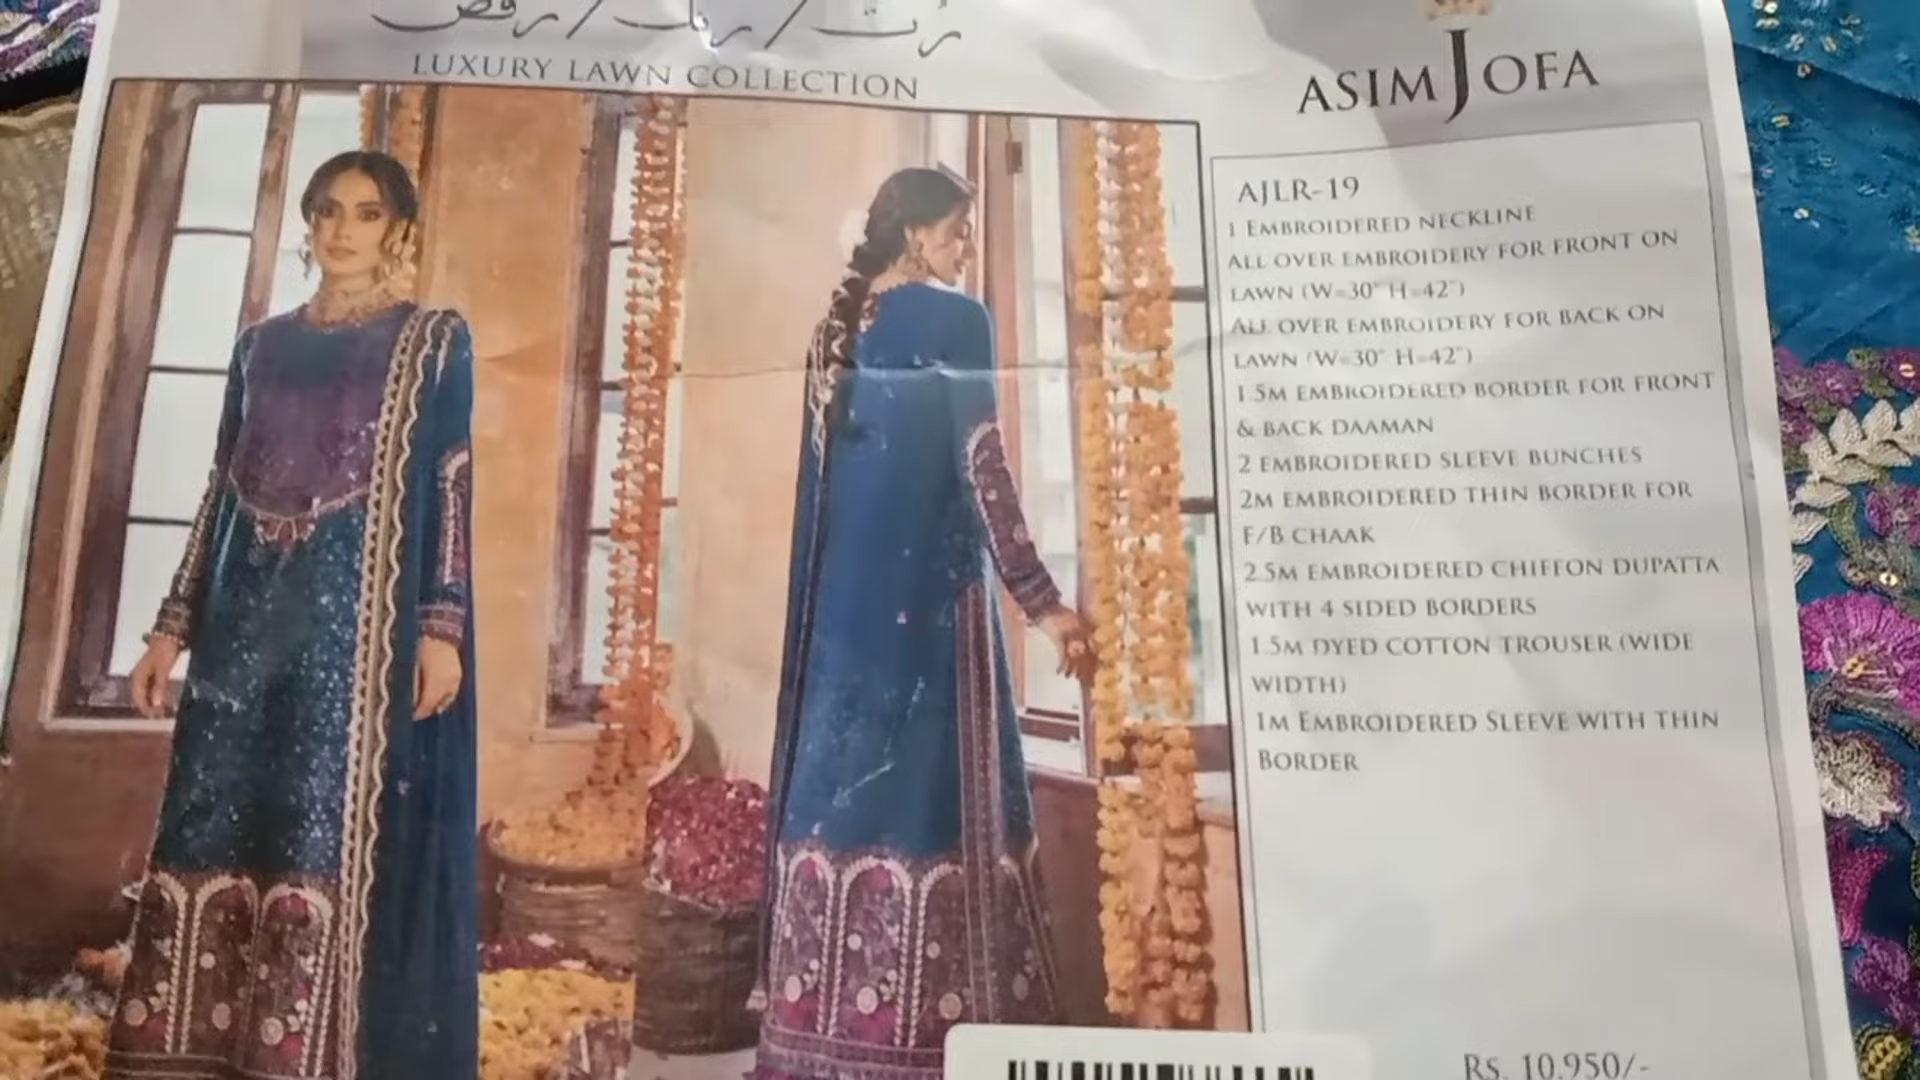 رُت / رنگ / رقص
LUXURY LAWN COLLECTION
ASIM JOFA
AJLR-19
1 EMBROIDERED NECKLINE
ALL OVER EMBROIDERY FOR FRONT ON
LAWN (W=30" H=42")
ALL OVER EMBROIDERY FOR BACK ON
LAWN (W=30" H=42")
1.5M EMBROIDERED BORDER FOR FRONT
& BACK DAAMAN
2 EMBROIDERED SLEEVE BUNCHES
2M EMBROIDERED THIN BORDER FOR
F/B CHAAK
2.5M EMBROIDERED CHIFFON DUPATTA
WITH 4 SIDED BORDERS
1.5M DYED COTTON TROUSER (WIDE
WIDTH)
1M EMBROIDERED SLEEVE WITH THIN
BORDER
RS. 10,950/-